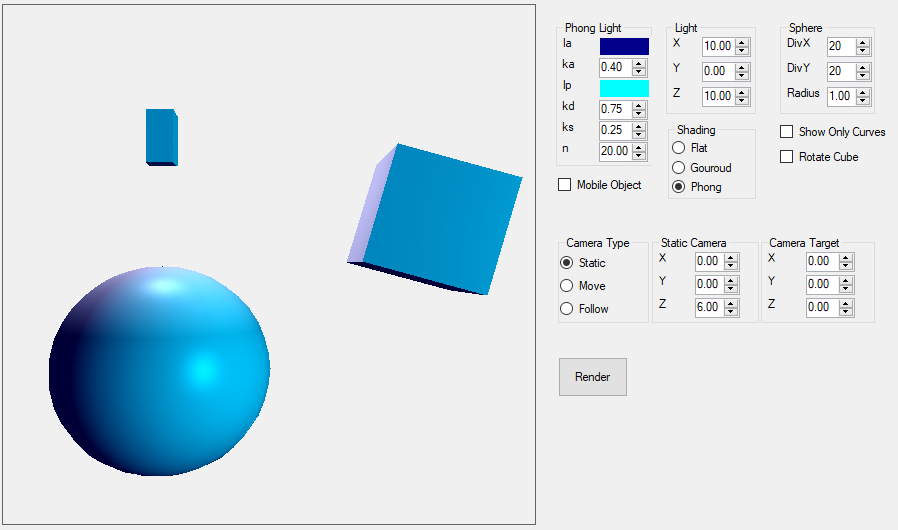 Phong Light
Ia
ka 0.40
Ip
kd 0.75
ks 0.25
n 20.00
Mobile Object
Light
X 10.00
Y 0.00
Z 10.00
Shading
Flat
Gouroud
Phong
Sphere
DivX 20
DivY 20
Radius 1.00
Show Only Curves
Rotate Cube
Camera Type
Static
Move
Follow
Static Camera
X 0.00
Y 0.00
Z 6.00
Camera Target
X 0.00
Y 0.00
Z 0.00
Render